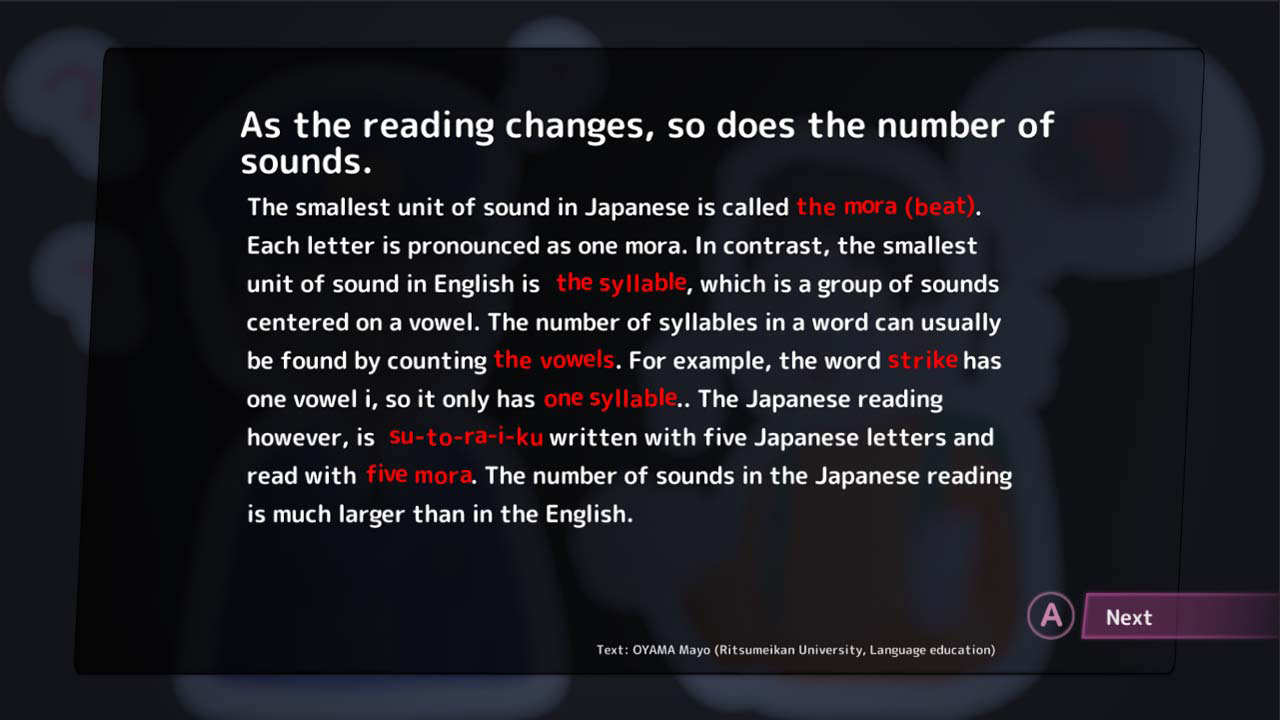 As the reading changes, so does the number of
sounds.
The smallest unit of sound in Japanese is called the mora (beat).
Each letter is pronounced as one mora. In contrast, the smallest
unit of sound in English is the syllable, which is a group of sounds
centered on a vowel. The number of syllables in a word can usually
be found by counting the vowels. For example, the word strike has
one vowel i, so it only has one syllable.. The Japanese reading
however, is su-to-ra-i-ku written with five Japanese letters and
read with five mora. The number of sounds in the Japanese reading
is much larger than in the English.
A Next
Text: OYAMA Mayo (Ritsumeikan University, Language education)